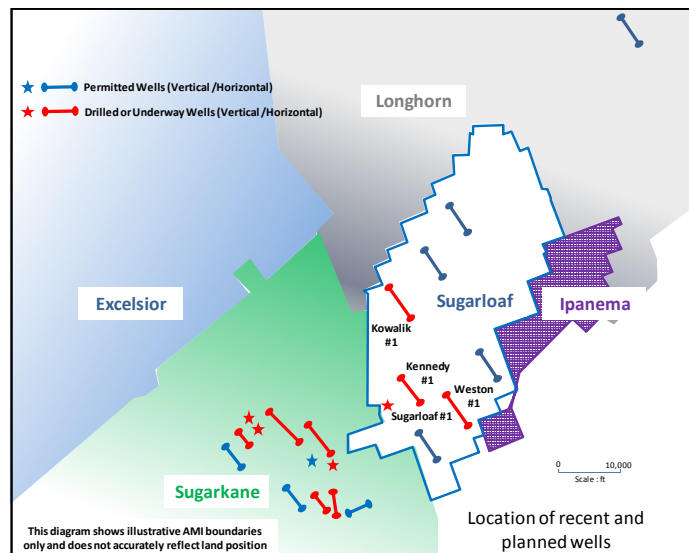 Permitted Wells (Vertical /Horizontal)
Drilled or Underway Wells (Vertical /Horizontal)
Longhorn
Excelsior
Sugarloaf
Ipanema
Kowalik
#1
Kennedy
#1
Weston
#1
Sugarloaf #1
Sugarkane
0
10,000
Scale : ft
This diagram shows illustrative AMI boundaries
only and does not accurately reflect land position
Location of recent and
planned wells